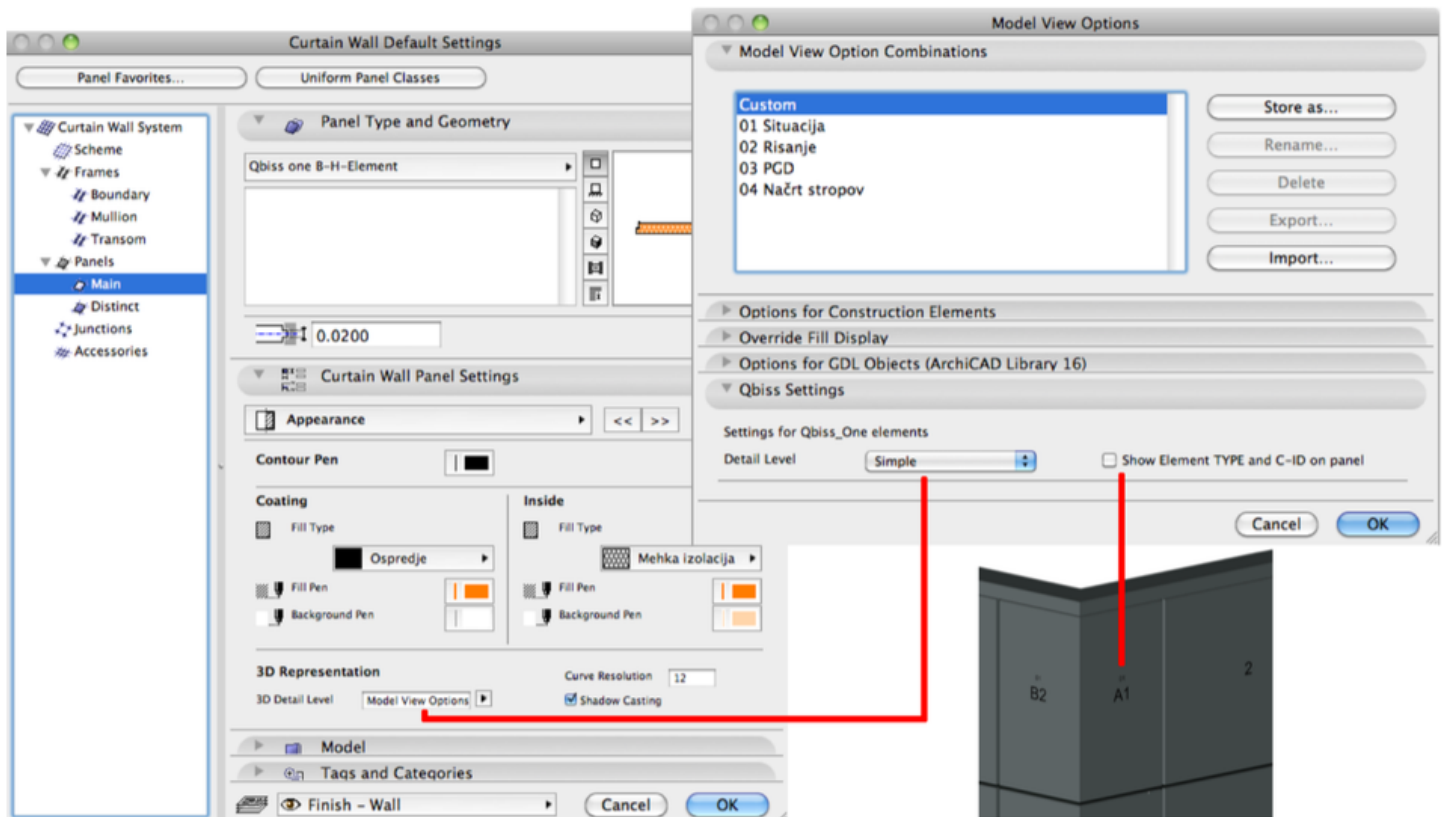 Curtain Wall Default Settings
Panel Favorites...
Uniform Panel Classes
Curtain Wall System
Scheme
Frames
Boundary
Mullion
Transom
Panels
Main
Distinct
Junctions
Accessories
Panel Type and Geometry
Qbiss one B-H-Element
0.0200
Curtain Wall Panel Settings
Appearance
<< >>
Contour Pen
Coating
Fill Type
Ospredje
Fill Pen
Background Pen
Inside
Fill Type
Mehka izolacija
Fill Pen
Background Pen
3D Representation
3D Detail Level
Model View Options
Curve Resolution
12
Shadow Casting
Model
Tags and Categories
Finish - Wall
Cancel
OK
Model View Options
Model View Option Combinations
Custom
01 Situacija
02 Risanje
03 PGD
04 Načrt stropov
Store as...
Rename...
Delete
Export...
Import...
Options for Construction Elements
Override Fill Display
Options for GDL Objects (ArchiCAD Library 16)
Qbiss Settings
Settings for Qbiss_One elements
Detail Level
Simple
Show Element TYPE and C-ID on panel
Cancel
OK
B2
A1
2